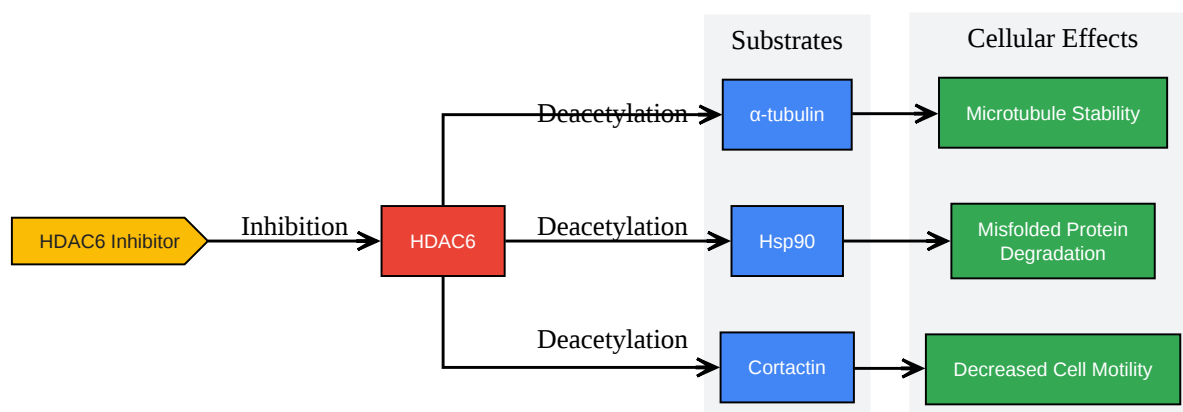 Substrates
Cellular Effects
Deacetylation
α-tubulin
Microtubule Stability
HDAC6 Inhibitor
Inhibition
HDAC6
Deacetylation
Hsp90
Misfolded Protein
Degradation
Deacetylation
Cortactin
Decreased Cell Motility